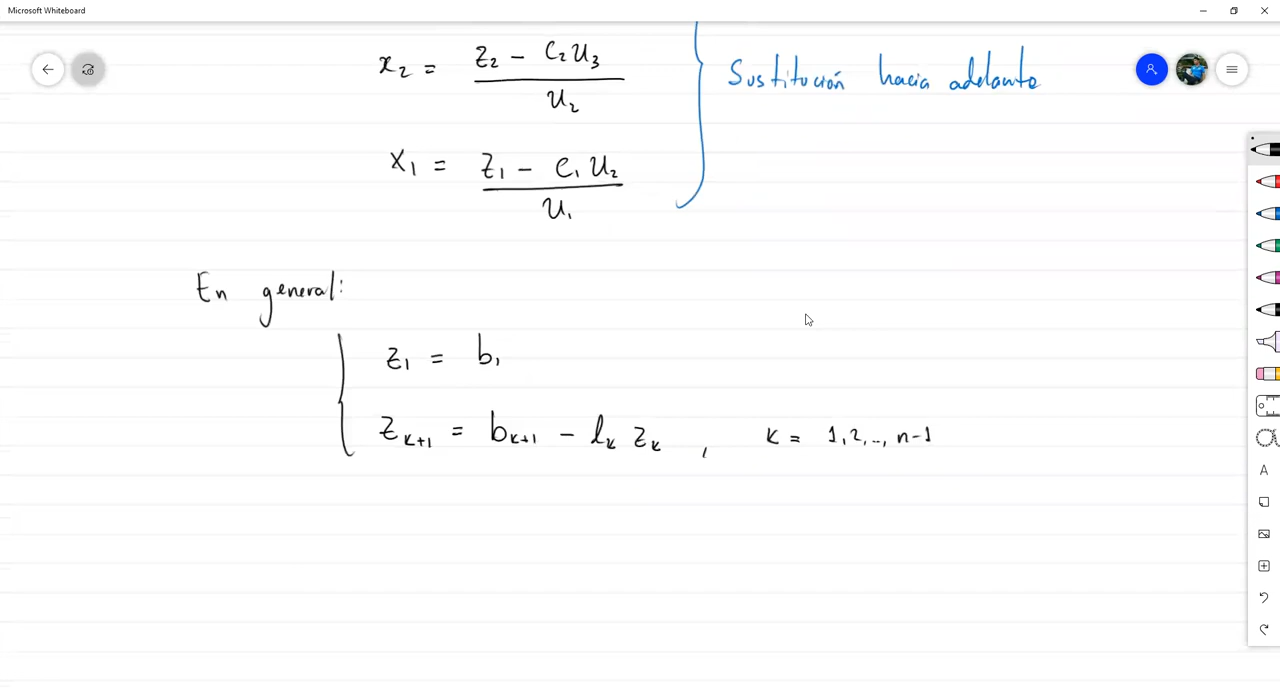 Microsoft Whiteboard
x₂ = (z₂ - c₂u₃) / u₂
Sustitución hacia adelante
x₁ = (z₁ - c₁u₂) / u₁
En general:
z₁ = b₁
z_{k+1} = b_{k+1} - l_k z_k , k = 1,2,.., n-1
A